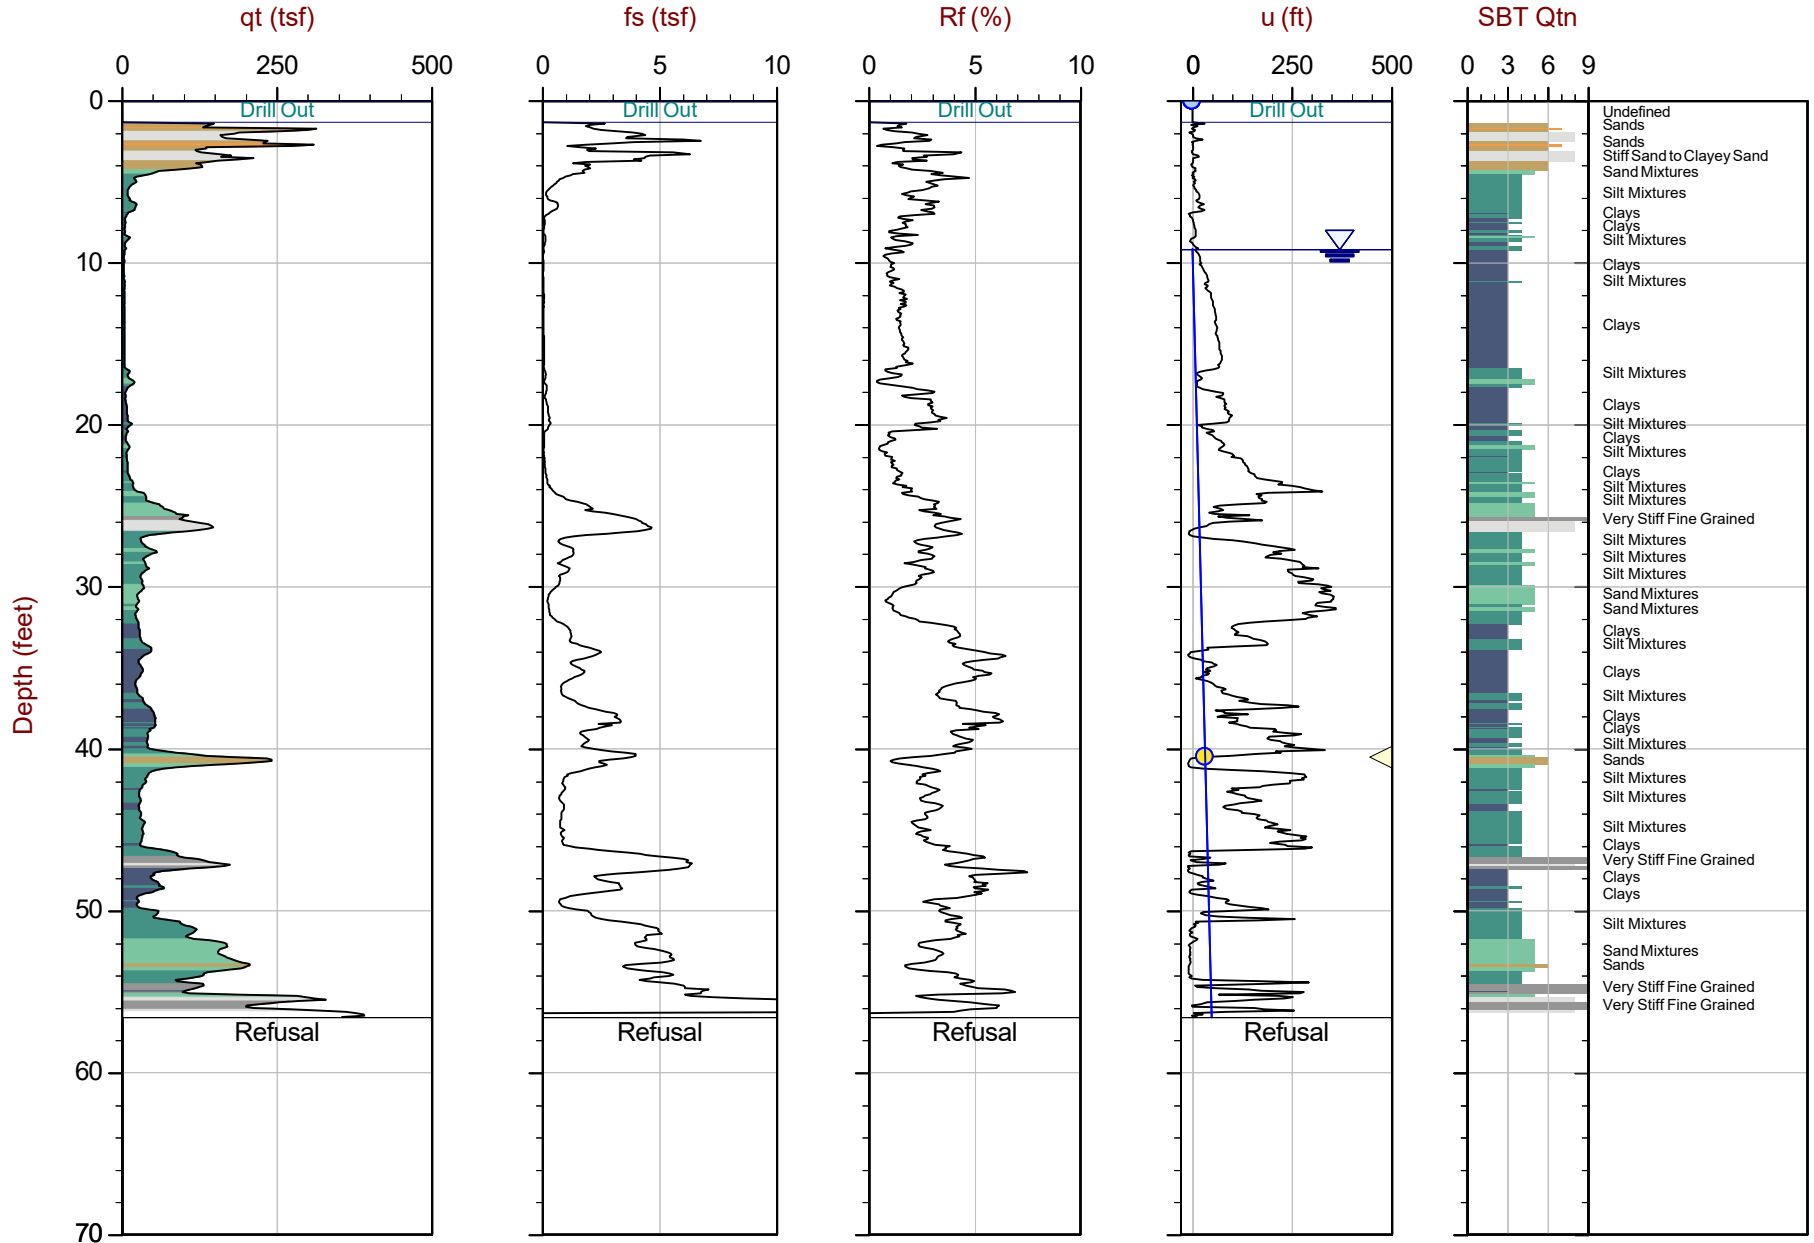 qt (tsf) fs (tsf) Rf (%) u (ft) SBT Qtn
0 250 500 0 5 10 0 5 10 0 250 500 0 3 6 9
0
Drill Out Drill Out Drill Out Drill Out
Undefined
Sands
Sands
Stiff Sand to Clayey Sand
Sand Mixtures
Silt Mixtures
Clays
Clays
Silt Mixtures
10
Clays
Silt Mixtures
Clays
Silt Mixtures
Clays
20
Silt Mixtures
Clays
Silt Mixtures
Clays
Silt Mixtures
Silt Mixtures
Very Stiff Fine Grained
Silt Mixtures
Silt Mixtures
Silt Mixtures
30
Sand Mixtures
Sand Mixtures
Clays
Silt Mixtures
Depth (feet)
Clays
Silt Mixtures
Clays
Clays
Silt Mixtures
40
Sands
Silt Mixtures
Silt Mixtures
Silt Mixtures
Clays
Very Stiff Fine Grained
Clays
Clays
50
Silt Mixtures
Sand Mixtures
Sands
Very Stiff Fine Grained
Very Stiff Fine Grained
Refusal Refusal Refusal Refusal
60
70